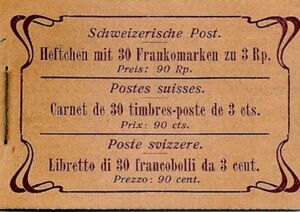 Schweizerische Post.
Heftchen mit 30 Frankomarken zu 3 Rp.
Preis: 90 Rp.
Postes suisses.
Carnet de 30 timbres-poste de 3 cts.
Prix: 90 cts.
Poste svizzere.
Libretto di 30 francobolli da 3 cent.
Prezzo: 90 cent.